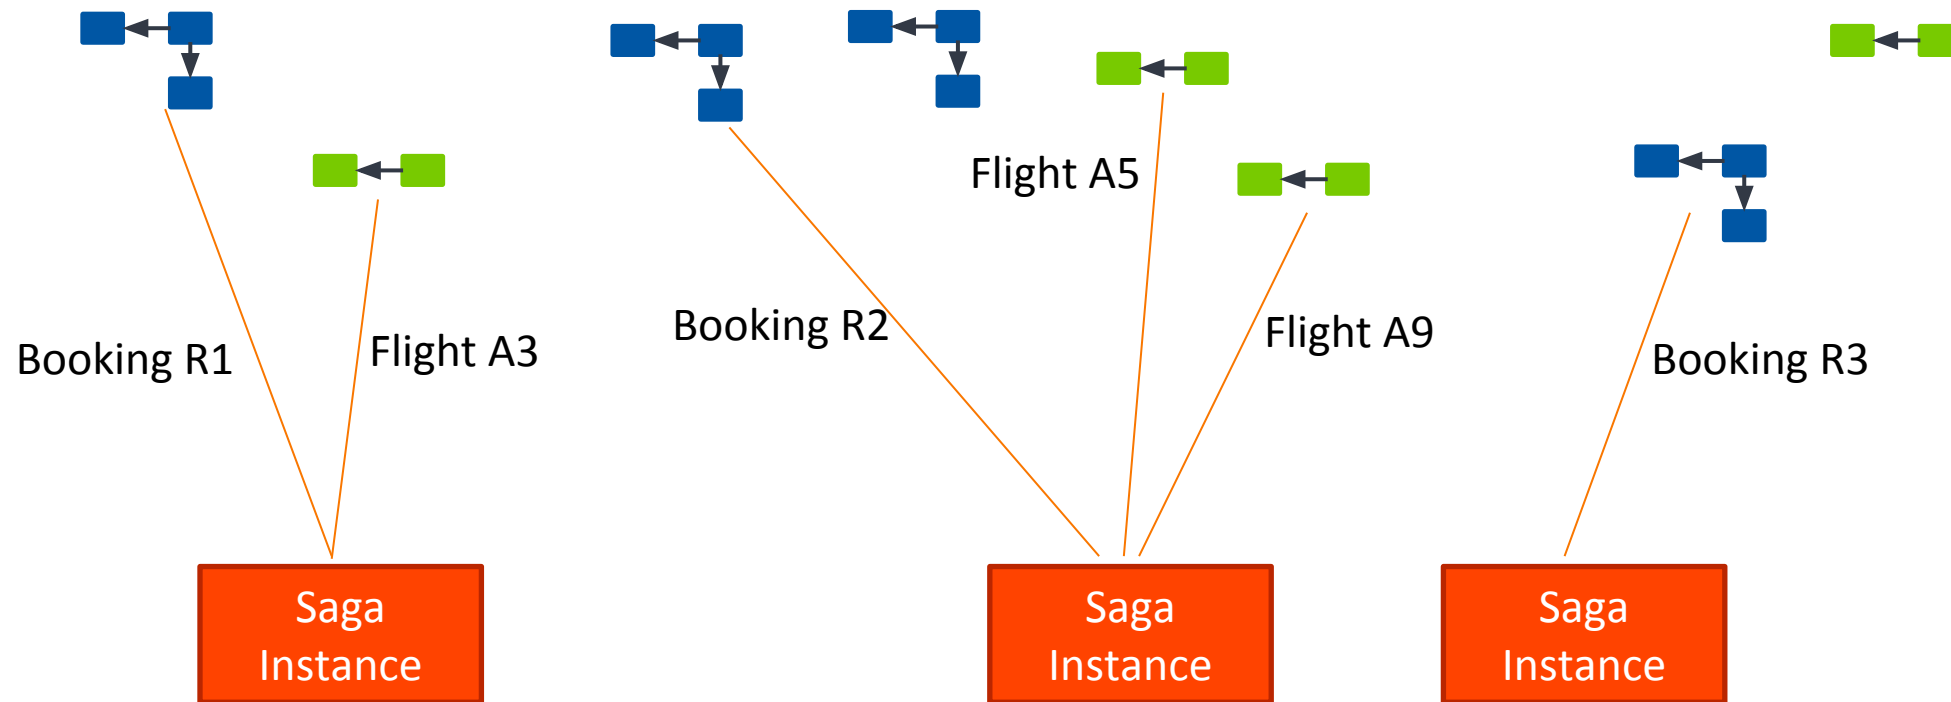 Flight A5
Booking R2
Flight A9
Booking R1
Flight A3
Booking R3
Saga
Instance
Saga
Instance
Saga
Instance